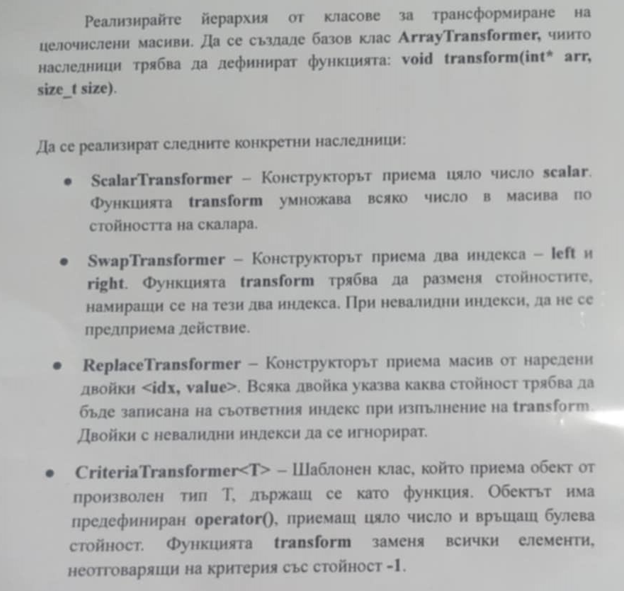 Реализирайте йерархия от класове за трансформиране на
целочислени масиви. Да се създаде базов клас ArrayTransformer, чиито
наследници трябва да дефинират функцията: void transform(int* arr,
size_t size).
Да се реализират следните конкретни наследници:
• ScalarTransformer – Конструкторът приема цяло число scalar.
Функцията transform умножава всяко число в масива по
стойността на скалара.
• SwapTransformer – Конструкторът приема два индекса – left и
right. Функцията transform трябва да разменя стойностите,
намиращи се на тези два индекса. При невалидни индекси, да не се
предприема действие.
• ReplaceTransformer – Конструкторът приема масив от наредени
двойки <idx, value>. Всяка двойка указва каква стойност трябва да
бъде записана на съответния индекс при изпълнение на transform.
Двойки с невалидни индекси да се игнорират.
• CriteriaTransformer<T> – Шаблонен клас, който приема обект от
произволен тип T, държащ се като функция. Обектът има
предефиниран operator(), приемащ цяло число и връщащ булева
стойност. Функцията transform заменя всички елементи,
неотговарящи на критерия със стойност -1.